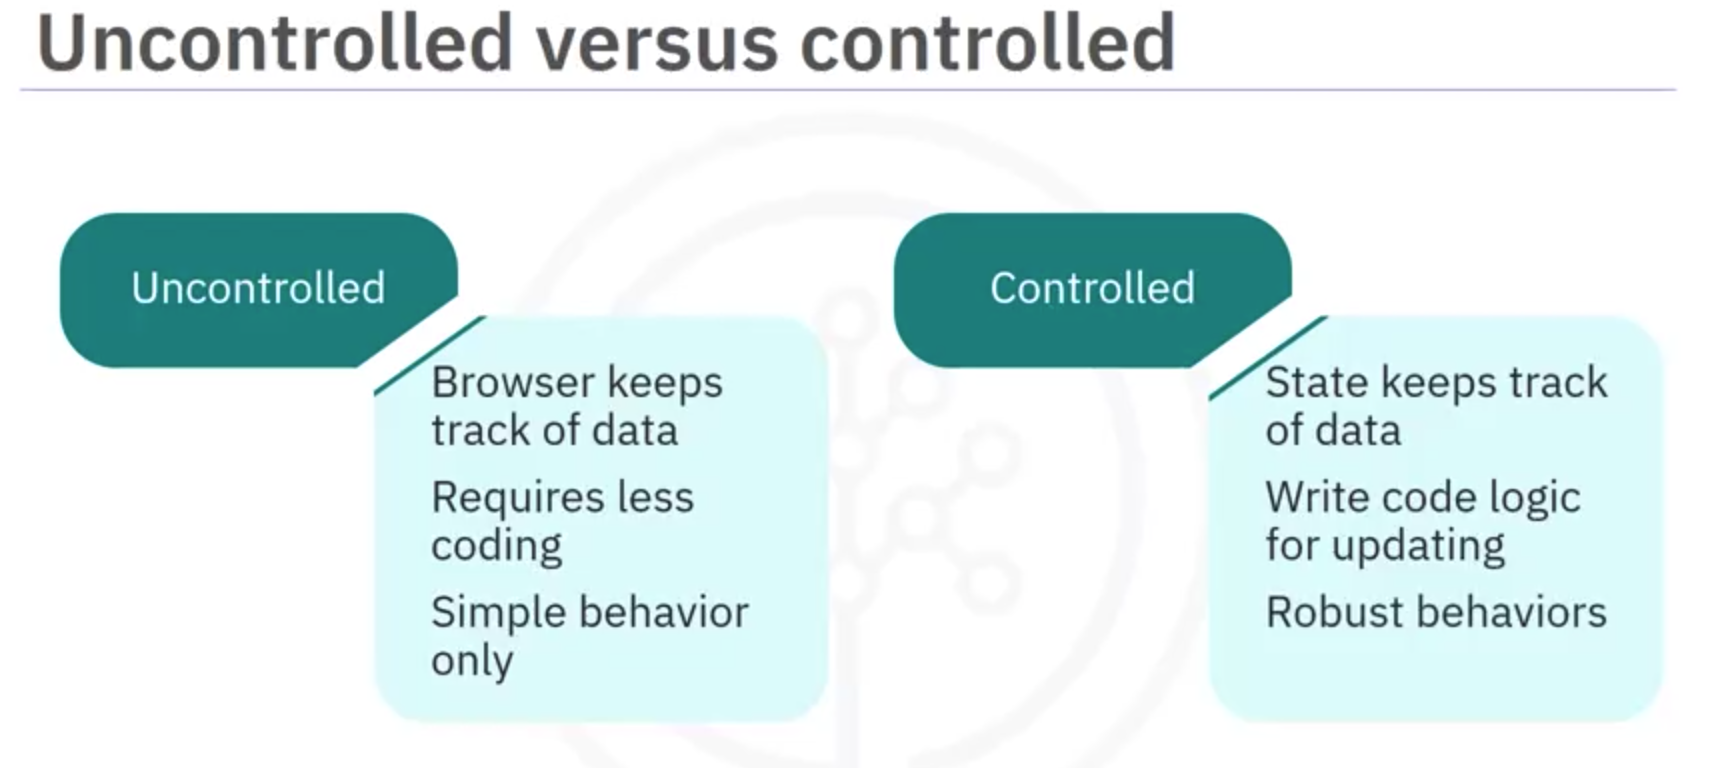 Uncontrolled versus controlled
Uncontrolled
Browser keeps
track of data
Requires less
coding
Simple behavior
only
Controlled
State keeps track
of data
Write code logic
for updating
Robust behaviors